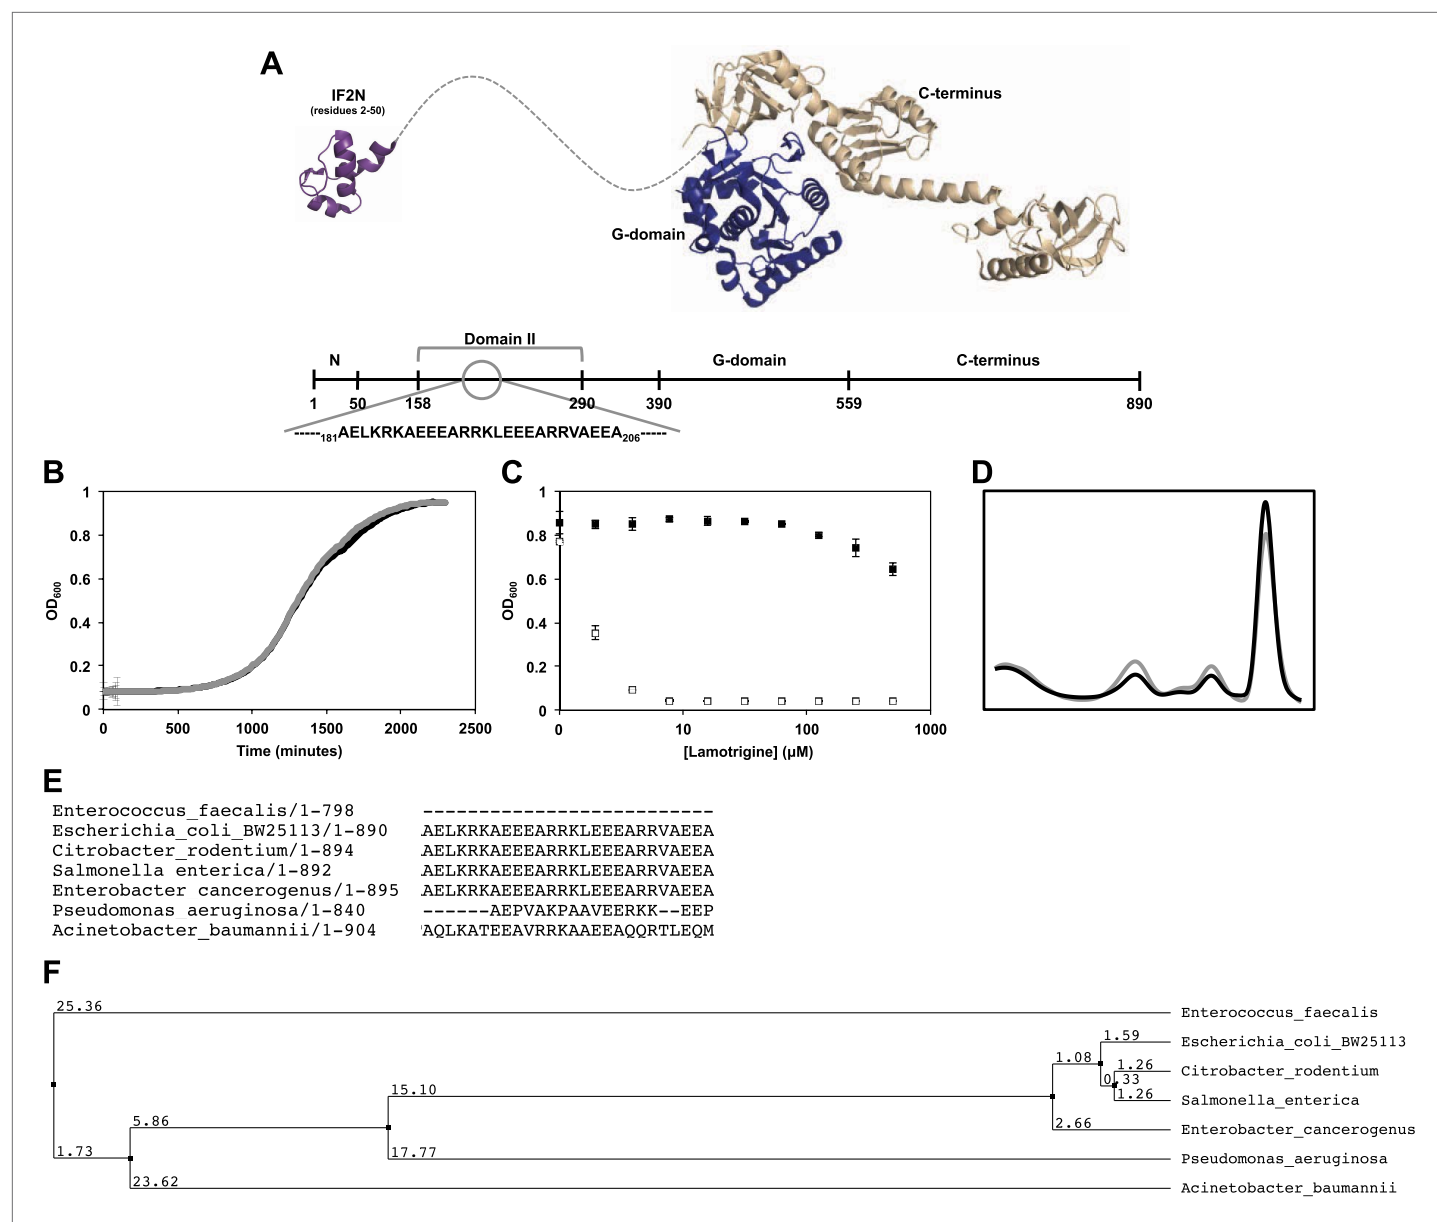 A
IF2N
(residues 2-50)
C-terminus
G-domain
Domain II
N
G-domain
C-terminus
1 50 158 290 390 559 890
-----181AELKRKAEEEARRKLEEEARRVAEEA206-----
B
1
0.8
0.6
0.4
0.2
0
OD600
0 500 1000 1500 2000 2500
Time (minutes)
C
1
0.8
0.6
0.4
0.2
0
OD600
0 10 100 1000
[Lamotrigine] (µM)
D
E
Enterococcus_faecalis/1-798 -------------------------- 
Escherichia_coli_BW25113/1-890 AELKRKAEEEARRKLEEEARRVAEEA
Citrobacter_rodentium/1-894 AELKRKAEEEARRKLEEEARRVAEEA
Salmonella enterica/1-892 AELKRKAEEEARRKLEEEARRVAEEA
Enterobacter cancerogenus/1-895 AELKRKAEEEARRKLEEEARRVAEEA
Pseudomonas_aeruginosa/1-840 ------AEPVAKPAAVEERKK--EEP
Acinetobacter_baumannii/1-904 AQLKATEEAVRRKAAEEAQQRTLEQM
F
25.36
Enterococcus_faecalis
1.59
Escherichia_coli_BW25113
1.08
1.26
Citrobacter_rodentium
0.33
15.10
1.26
Salmonella_enterica
5.86
2.66
Enterobacter_cancerogenus
1.73
17.77
Pseudomonas_aeruginosa
23.62
Acinetobacter_baumannii